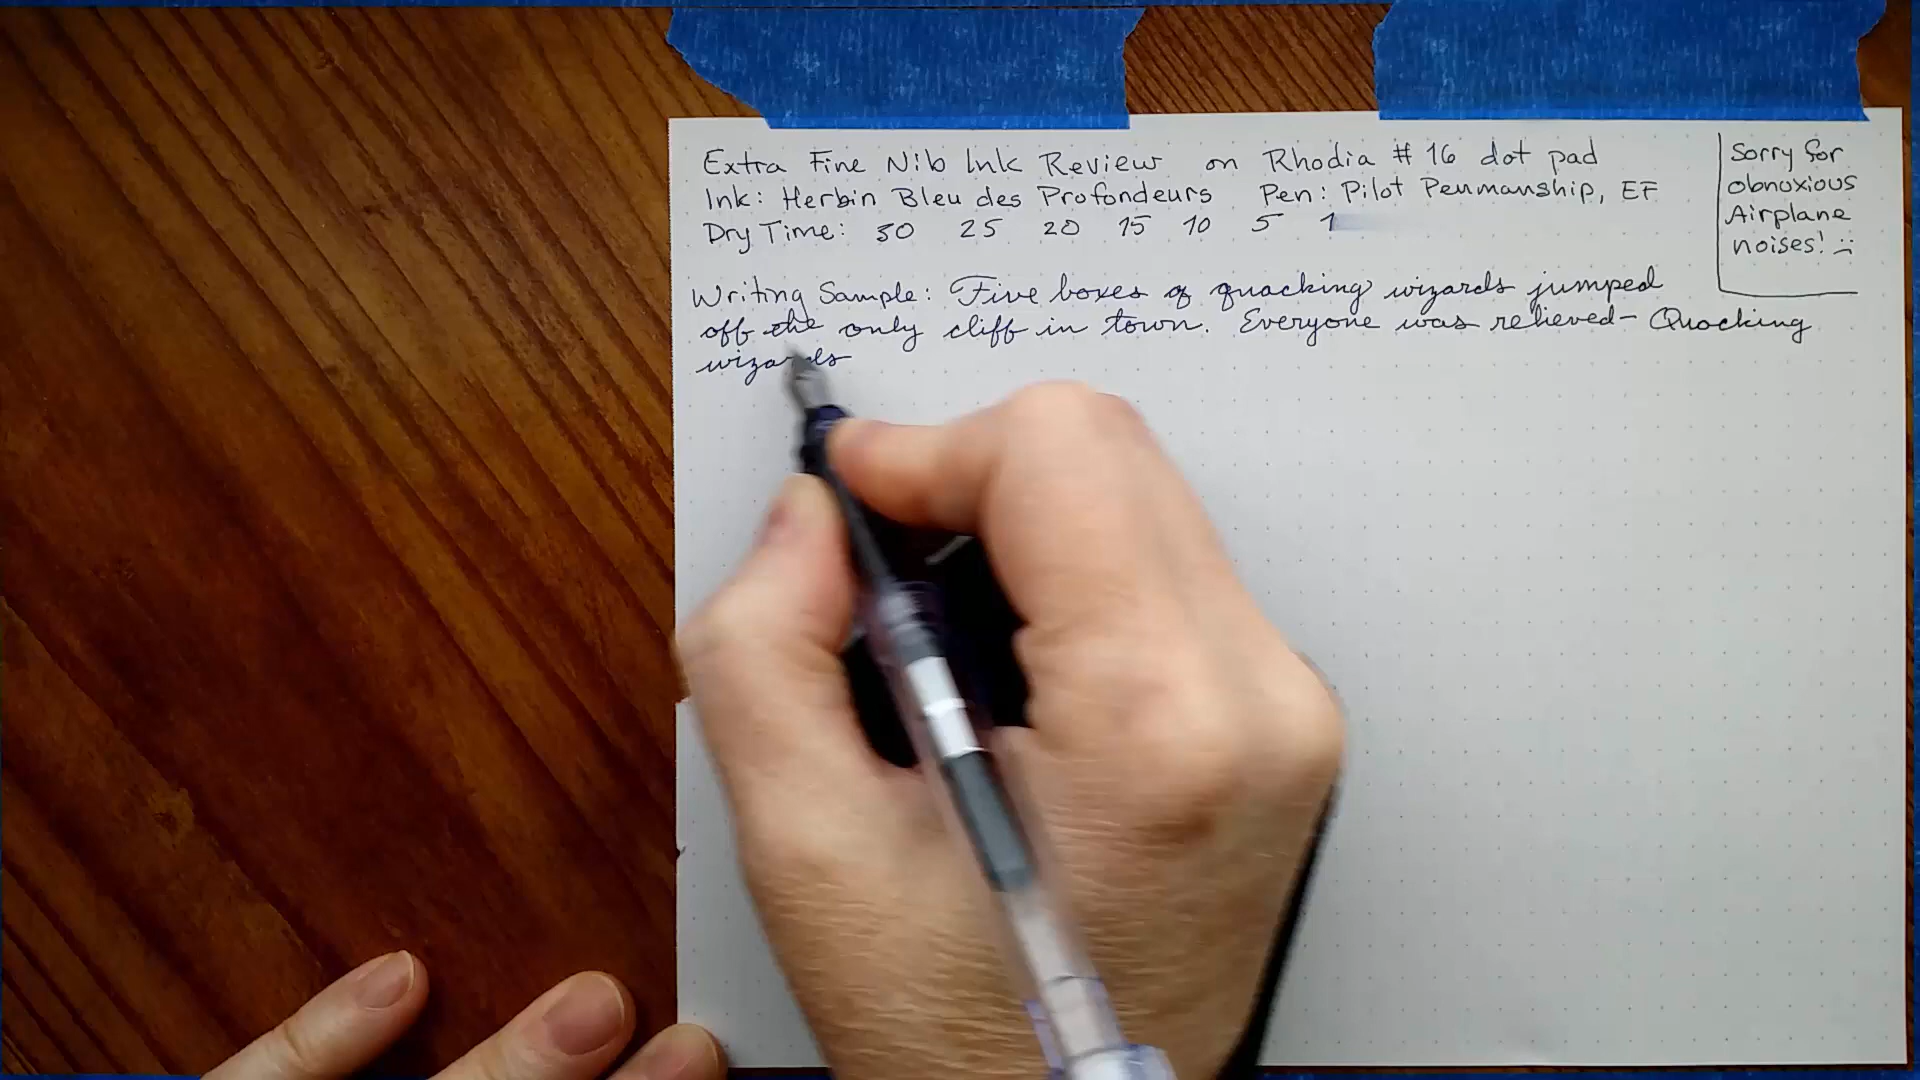 Extra Fine Nib Ink Review on Rhodia #16 dot pad
Ink: Herbin Bleu des Profondeurs Pen: Pilot Penmanship, EF
Dry Time: 30 25 20 15 10 5 1
Writing Sample: Five boxes of quacking wizards jumped
off the only cliff in town. Everyone was relieved- Quacking
wizards
Sorry for
obnoxious
Airplane
noises! :(